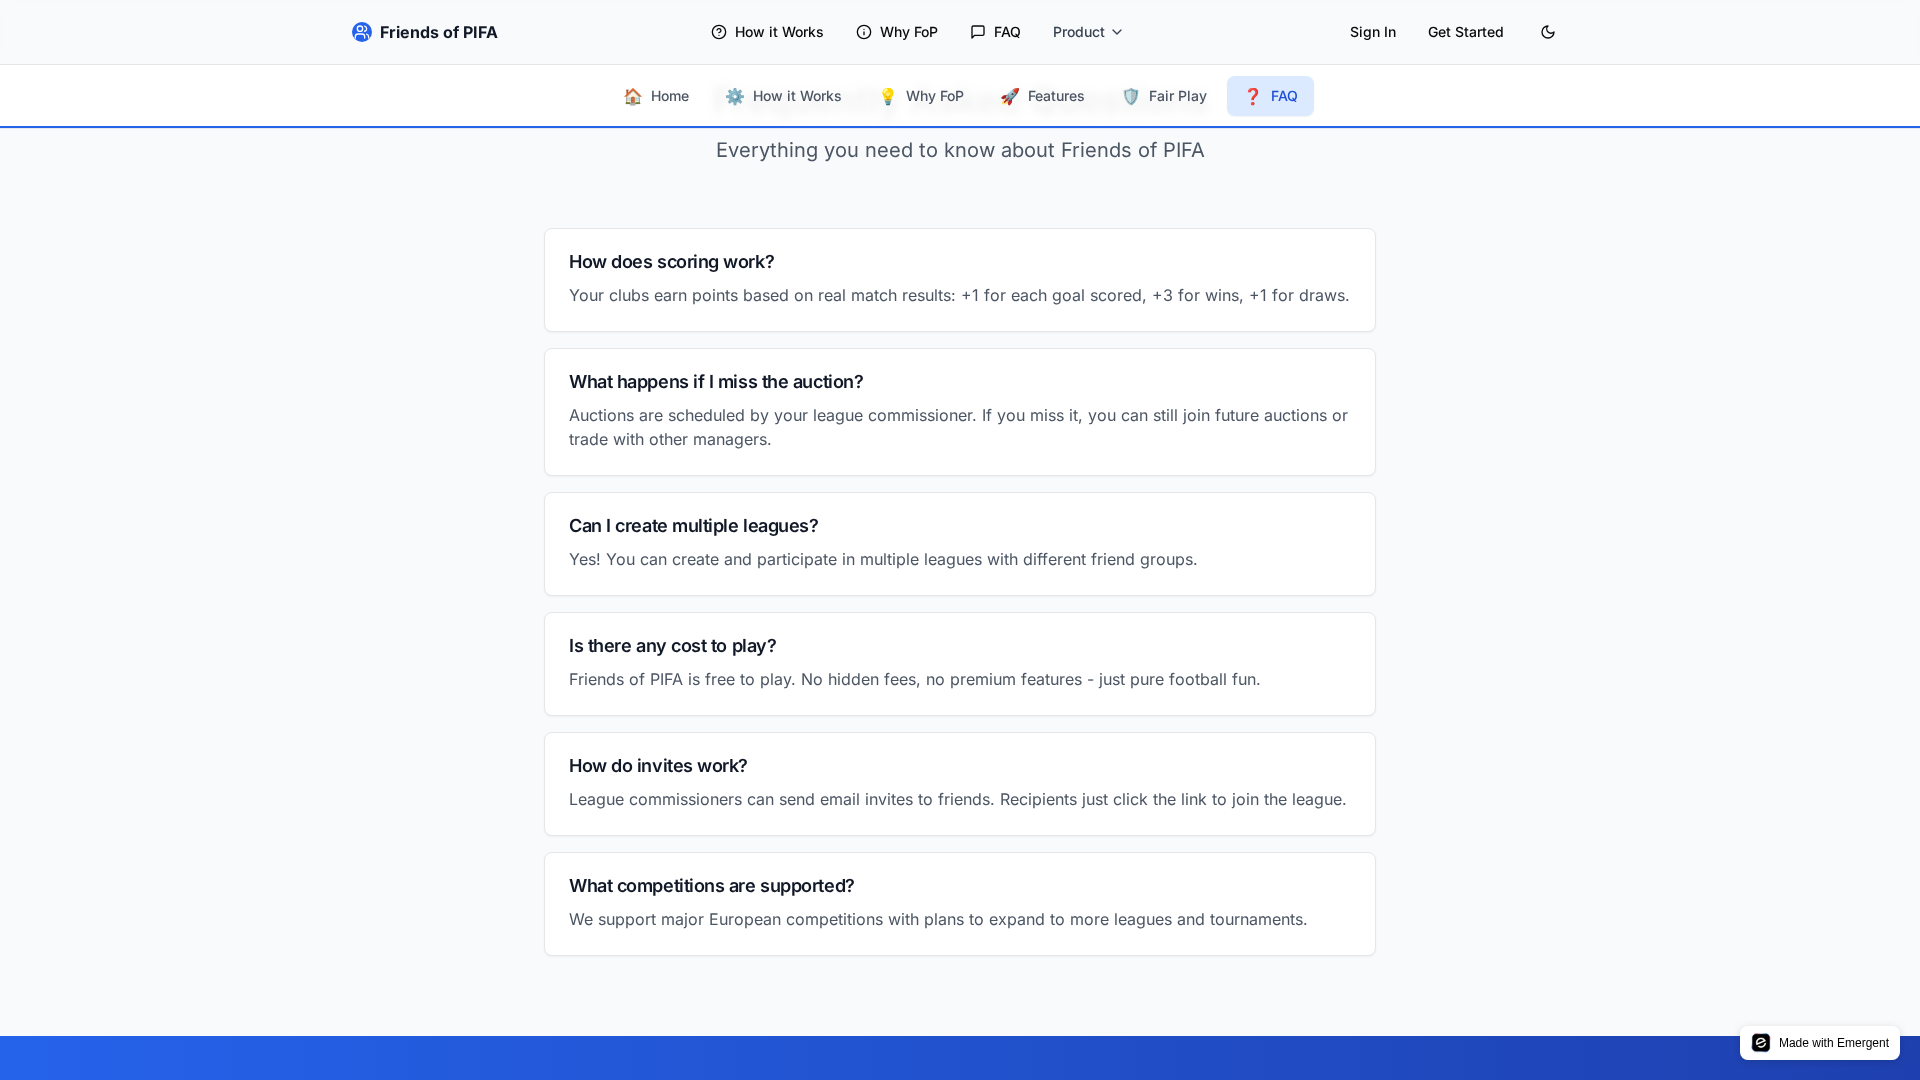 Friends of PIFA
How it Works
Why FoP
FAQ
Product
Sign In
Get Started
Home
How it Works
Why FoP
Features
Fair Play
FAQ
Everything you need to know about Friends of PIFA
How does scoring work?
Your clubs earn points based on real match results: +1 for each goal scored, +3 for wins, +1 for draws.
What happens if I miss the auction?
Auctions are scheduled by your league commissioner. If you miss it, you can still join future auctions or
trade with other managers.
Can I create multiple leagues?
Yes! You can create and participate in multiple leagues with different friend groups.
Is there any cost to play?
Friends of PIFA is free to play. No hidden fees, no premium features - just pure football fun.
How do invites work?
League commissioners can send email invites to friends. Recipients just click the link to join the league.
What competitions are supported?
We support major European competitions with plans to expand to more leagues and tournaments.
Made with Emergent